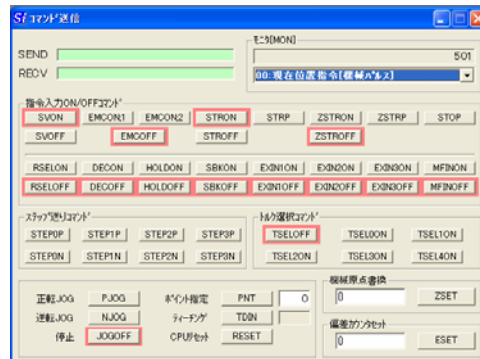 Si コマンド送信
SEND
RECV
モニタ[MON]
501
00:現在位置指令[機械パルス]
指令入力ON/OFFコマンド
SVON EMCON1 EMCON2 STRON STRP ZSTRON ZSTRP STOP
SVOFF EMCOFF STROFF ZSTROFF
RSELON DECON HOLDON SBKON EXIN1ON EXIN2ON EXIN3ON MFINON
RSELOFF DECOFF HOLDOFF SBKOFF EXIN1OFF EXIN2OFF EXIN3OFF MFINOFF
ステップ送りコマンド
STEP0P STEP1P STEP2P STEP3P
STEP0N STEP1N STEP2N STEP3N
トルク選択コマンド
TSELOFF TSEL0ON TSEL1ON
TSEL2ON TSEL3ON TSEL4ON
正転JOG PJOG ポイント指定 PNT 0
逆転JOG NJOG ティーチング TDIN
停止 JOGOFF CPUリセット RESET
機械原点書換
0 ZSET
偏差カウンタセット
0 ESET